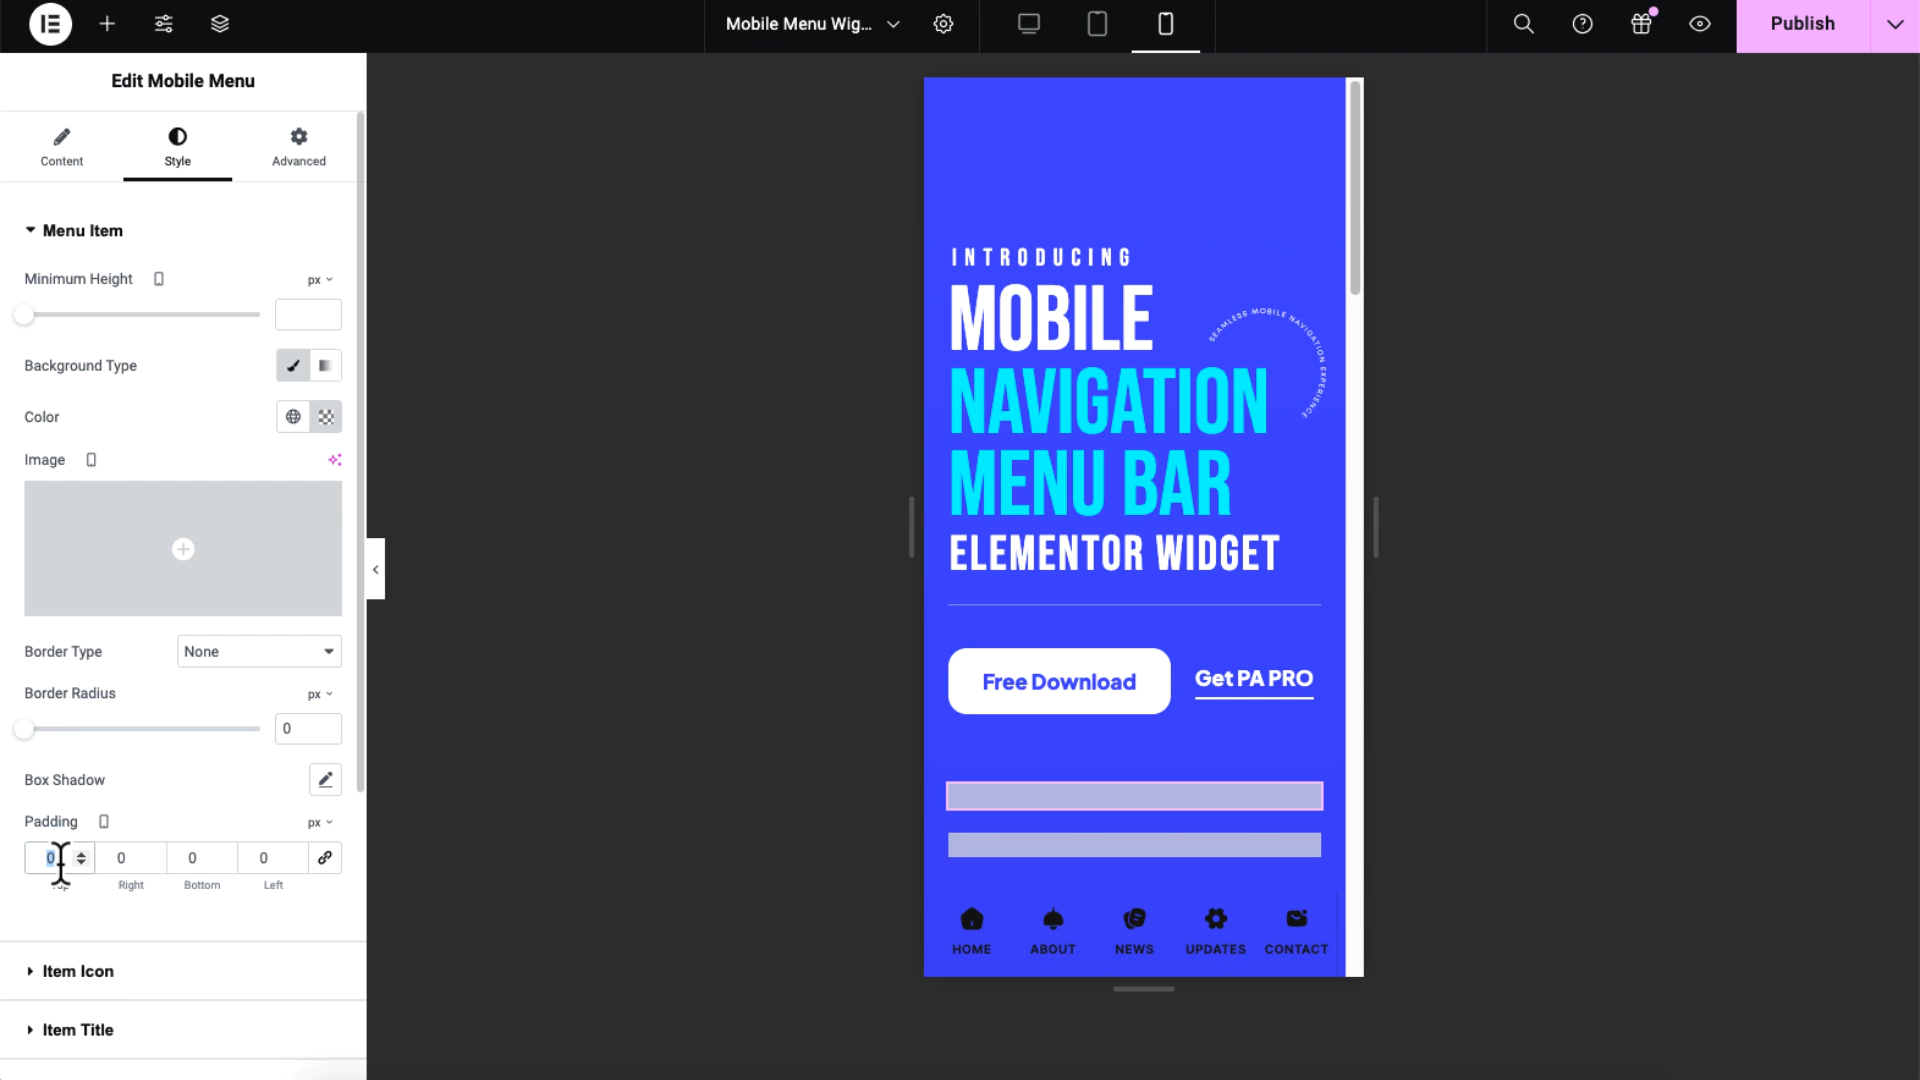 Mobile Menu Wig...
Publish
Edit Mobile Menu
Content
Style
Advanced
Menu Item
Minimum Height
px
Background Type
Color
Image
Border Type
None
Border Radius
px
0
Box Shadow
Padding
px
0
0
0
0
Right
Bottom
Left
Item Icon
Item Title
INTRODUCING
MOBILE
SEAMLESS MOBILE NAVIGATION EXPERIENCE
NAVIGATION
MENU BAR
ELEMENTOR WIDGET
Free Download
Get PA PRO
HOME
ABOUT
NEWS
UPDATES
CONTACT